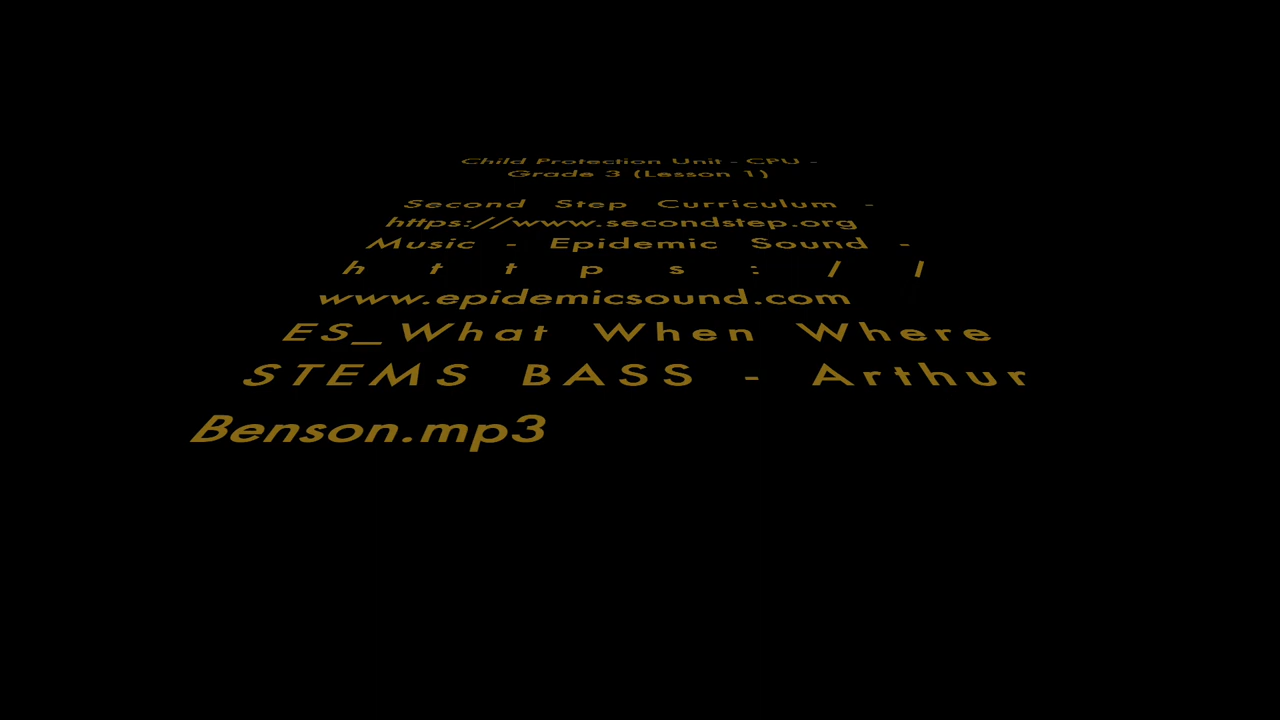 Child Protection Unit - CPU -
Grade 3 (Lesson 1)
Second Step Curriculum -
https://www.secondstep.org
Music - Epidemic Sound -
https://
www.epidemicsound.com
ES_What When Where
STEMS BASS - Arthur
Benson.mp3